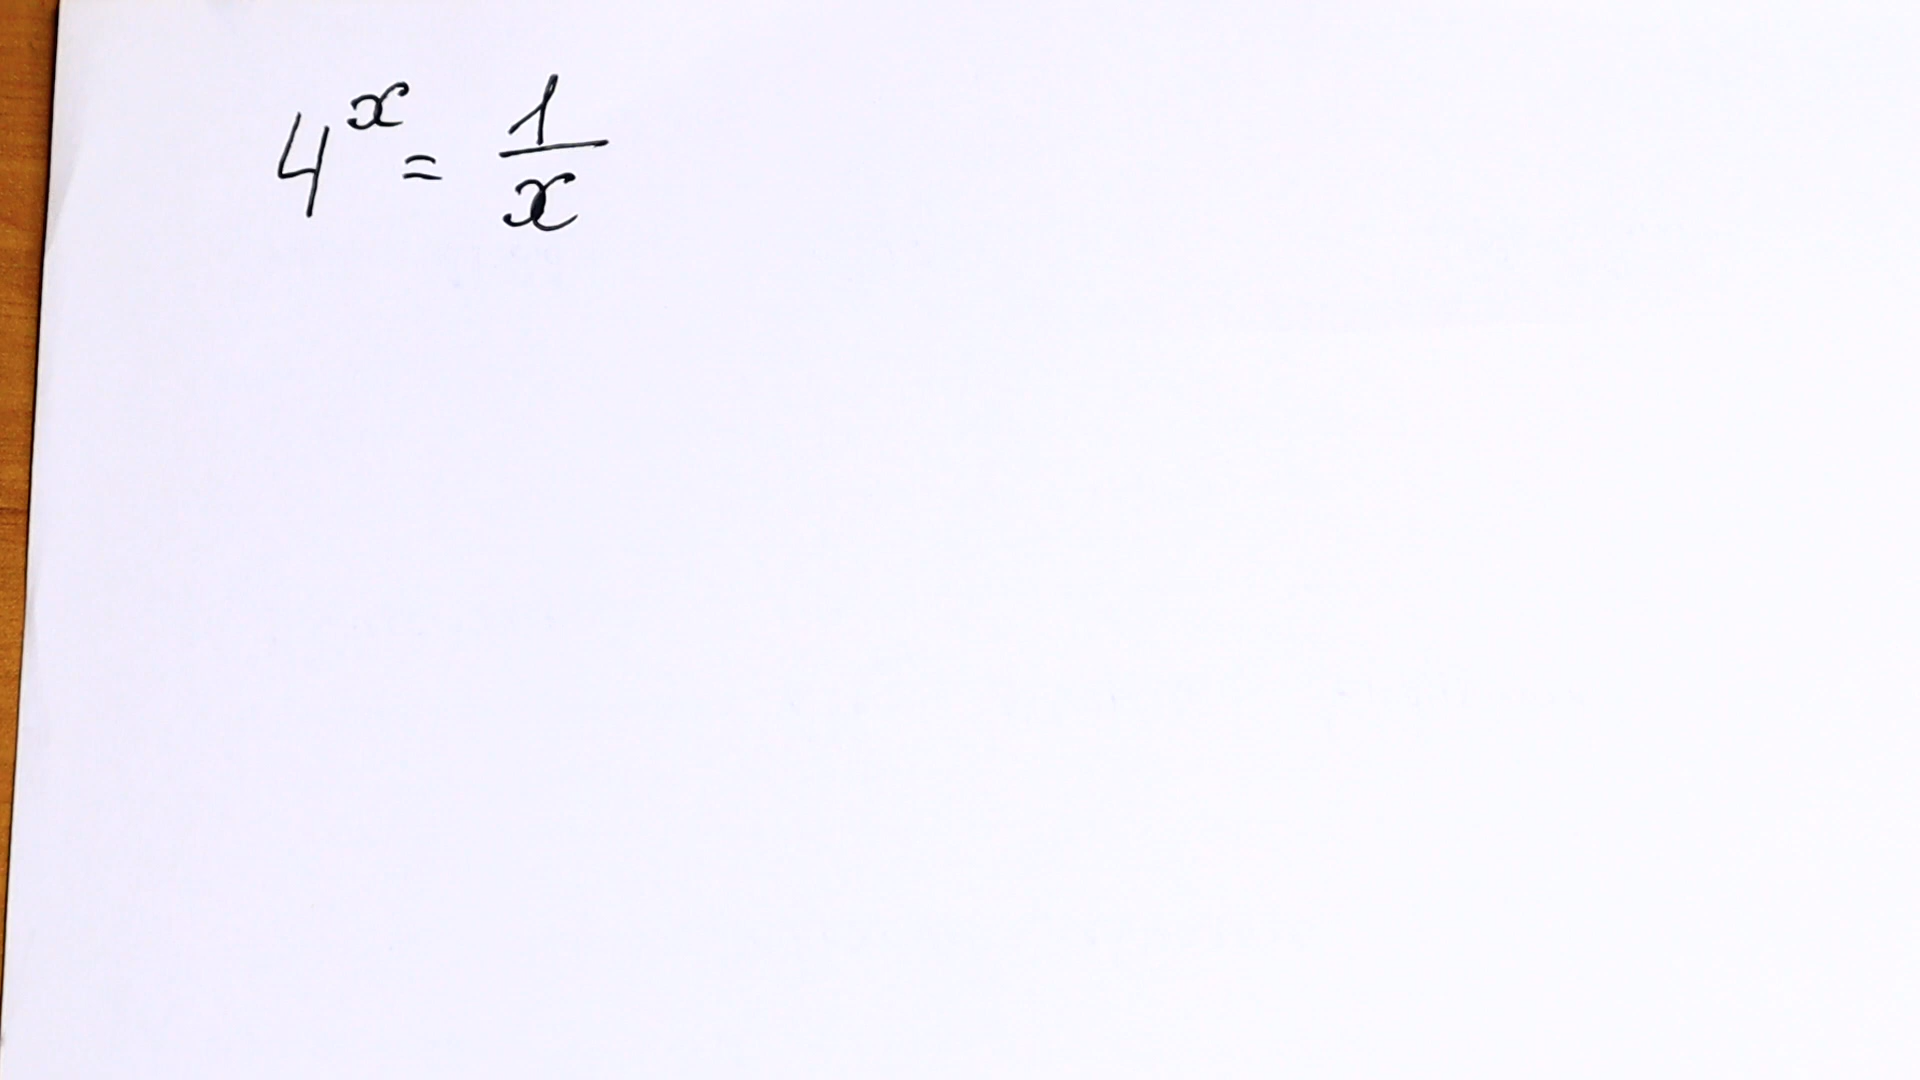 4^x = 1/x